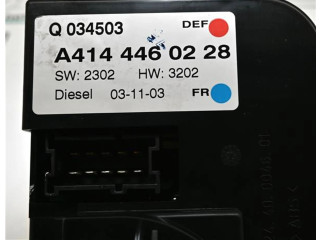 Q 034503 DEF
A414 446 02 28
SW: 2302 HW: 3202
Diesel 03-11-03 FR